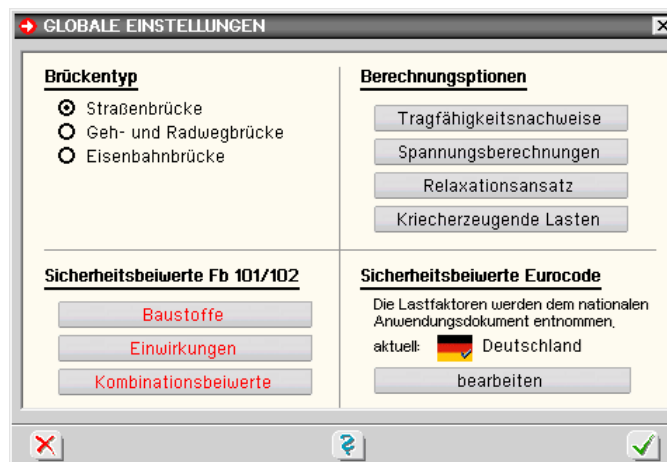 GLOBALE EINSTELLUNGEN
Brückentyp
Straßenbrücke
Geh- und Radwegbrücke
Eisenbahnbrücke
Berechnungsptionen
Tragfähigkeitsnachweise
Spannungsberechnungen
Relaxationsansatz
Kriecherzeugende Lasten
Sicherheitsbeiwerte Fb 101/102
Baustoffe
Einwirkungen
Kombinationsbeiwerte
Sicherheitsbeiwerte Eurocode
Die Lastfaktoren werden dem nationalen
Anwendungsdokument entnommen.
aktuell: Deutschland
bearbeiten